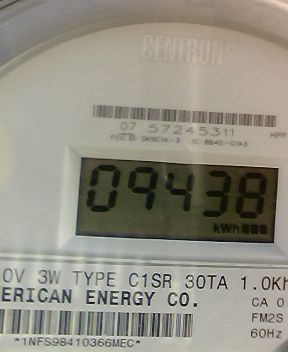 CENTRON
07 57245311
09438
kWh
0V 3W TYPE C1SR 30TA 1.0Kh
ERICAN ENERGY CO.
CA 0
FM2S
60Hz
*1NFS98410366MEC*